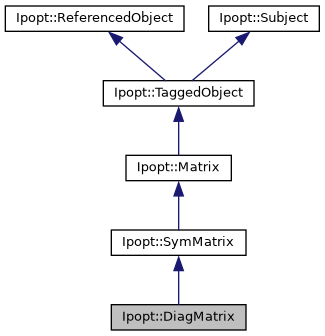 Ipopt::ReferencedObject
Ipopt::Subject
Ipopt::TaggedObject
Ipopt::Matrix
Ipopt::SymMatrix
Ipopt::DiagMatrix